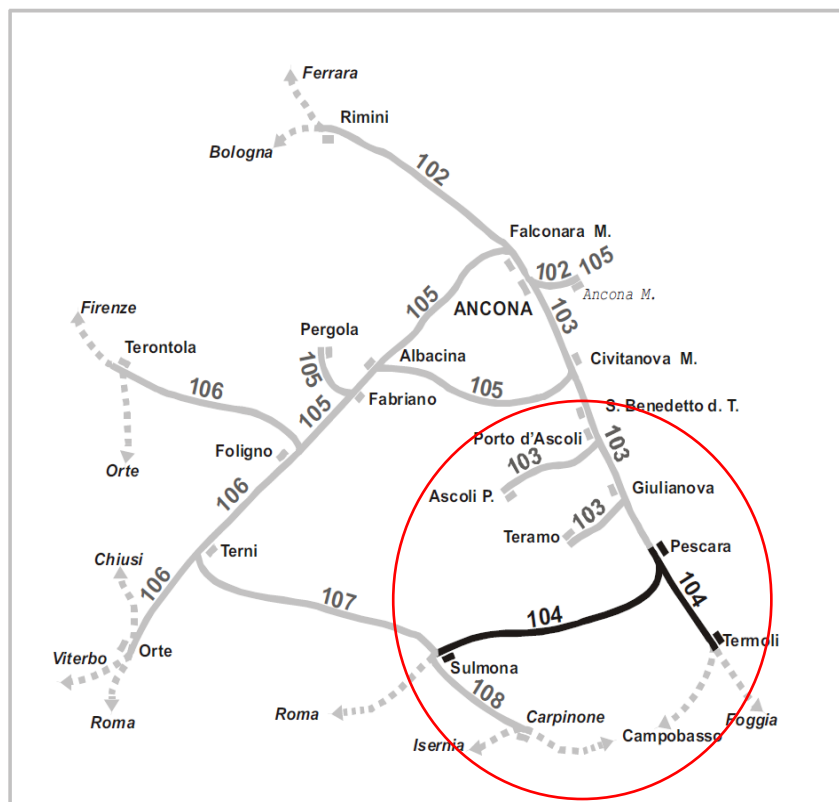 Ferrara
Rimini
Bologna
102
Falconara M.
102
105
Ancona M.
ANCONA
103
105
Firenze
Terontola
Pergola
Albacina
Civitanova M.
106
105
105
105
Fabriano
S. Benedetto d. T.
Porto d'Ascoli
103
Foligno
103
Orte
106
Ascoli P.
Giulianova
103
Teramo
Chiusi
Terni
Pescara
106
107
104
104
Viterbo
Orte
Sulmona
Termoli
Roma
Roma
108
Carpinone
Isernia
Campobasso
Foggia